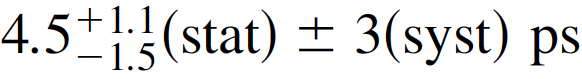 4.5^{+1.1}_{−1.5}(stat) ± 3(syst) ps